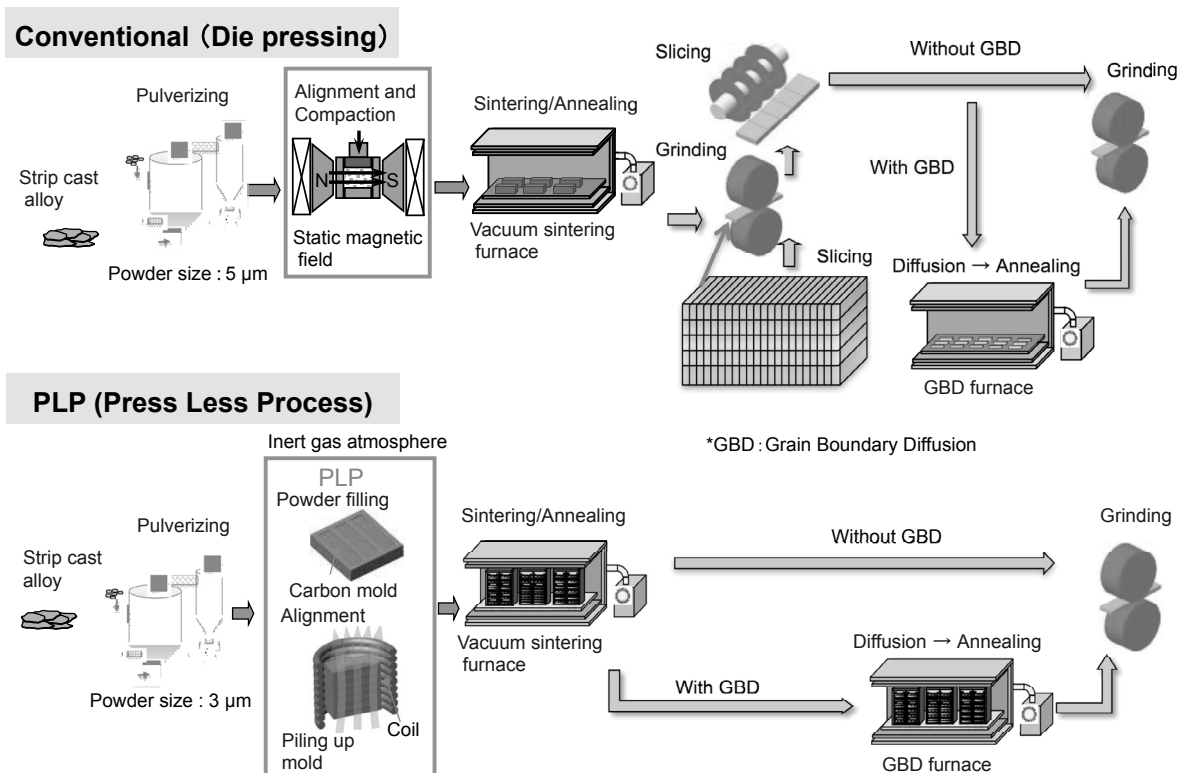 Conventional（Die pressing）
Pulverizing
Strip cast
alloy
Powder size : 5 µm
Alignment and
Compaction
N
S
Static magnetic
field
Sintering/Annealing
Vacuum sintering
furnace
Slicing
Grinding
Slicing
Without GBD
With GBD
Grinding
Diffusion → Annealing
GBD furnace
PLP (Press Less Process)
*GBD : Grain Boundary Diffusion
Inert gas atmosphere
Strip cast
alloy
Pulverizing
Powder size : 3 µm
PLP
Powder filling
Carbon mold
Alignment
Coil
Piling up
mold
Sintering/Annealing
Vacuum sintering
furnace
Without GBD
With GBD
Diffusion → Annealing
GBD furnace
Grinding